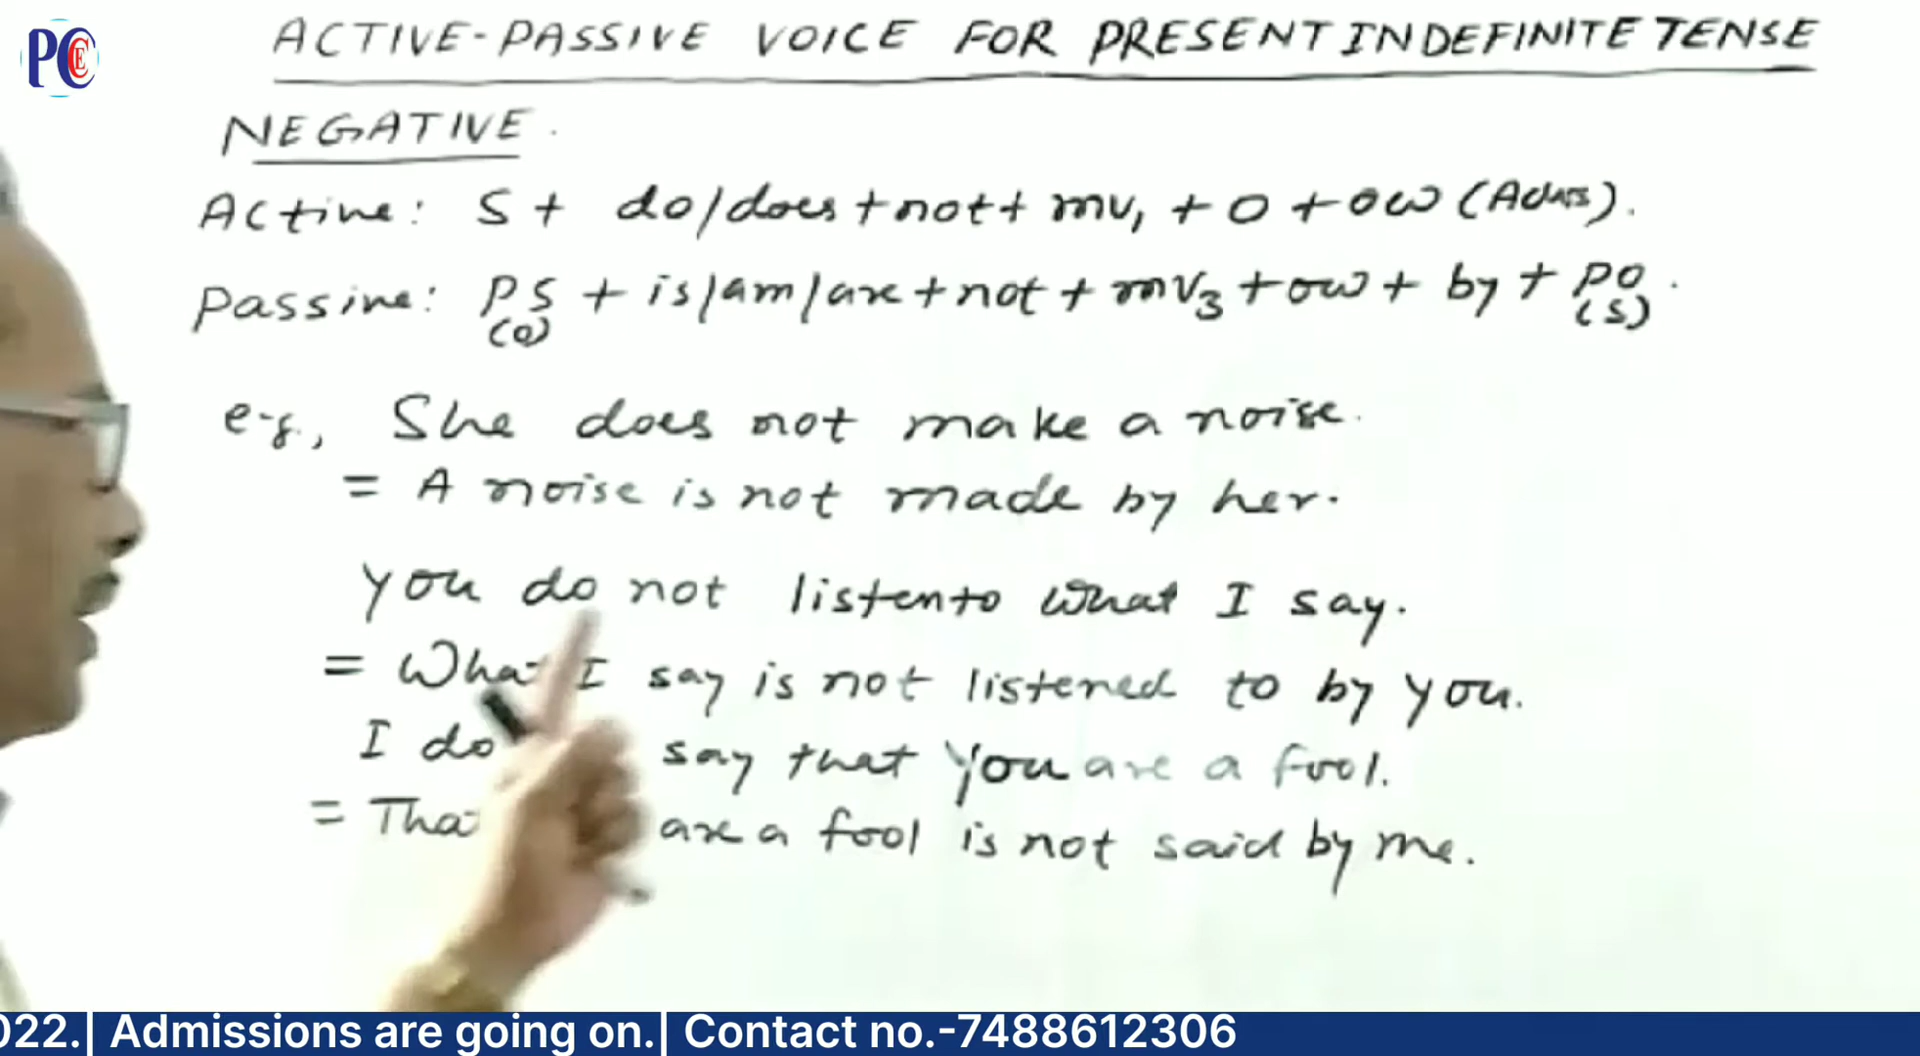 PCEC
ACTIVE-PASSIVE VOICE FOR PRESENT INDEFINITE TENSE
NEGATIVE.
Active: S + do/does+not+ mv₁ + O + ow (Advs).
Passive: PS + is/am/are+not + mv₃ + ow + by + PO.
(O) (S)
e.g., She does not make a noise.
= A noise is not made by her.
You do not listen to what I say.
= What I say is not listened to by you.
I do say that you are a fool.
= are a fool is not said by me.
022.| Admissions are going on.| Contact no.-7488612306